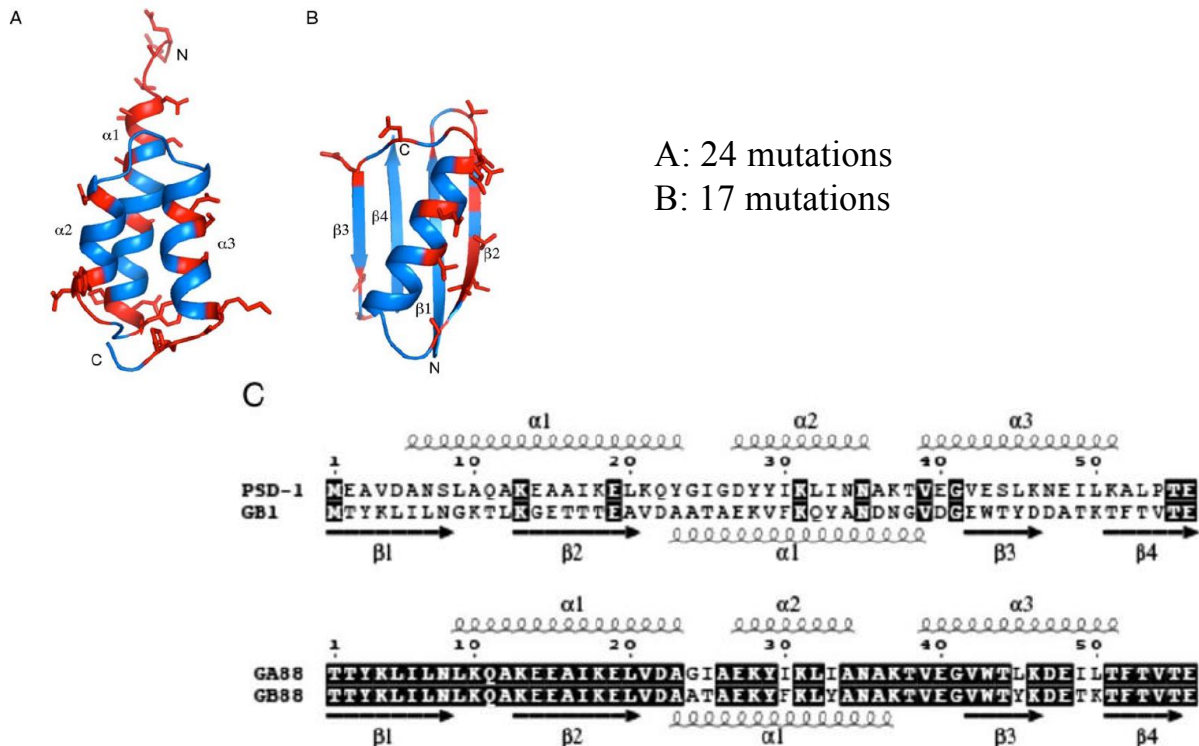 A
B
N
α1
α2
α3
C
C
β3
β4
β2
β1
N
A: 24 mutations
B: 17 mutations
C
α1 α2 α3
1 10 20 30 40 50
PSD-1 MEAVDANSLAQAKEAAIKELKQYGIGDYYIKLINNAKTVEGVESLKNEILKALPTE
GB1 MTYKLILNGKTLKGETTTEAVDAATAEKVFKQYANDNGVDGEWTYDDATKTFTVTE
β1 β2 α1 β3 β4
α1 α2 α3
1 10 20 30 40 50
GA88 TTYKLILNLKQAKEEAIKELVDAGIAEKYIKLIANAKTVEGVWTLKDEILTFTVTE
GB88 TTYKLILNLKQAKEEAIKELVDAATAEKYFKLYANAKTVEGVWTYKDETKTFTVTE
β1 β2 α1 β3 β4